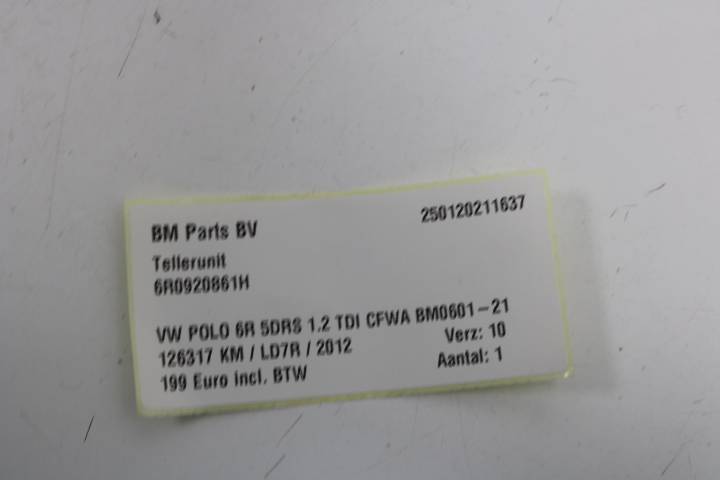 BM Parts BV 250120211637
Tellerunit
6R0920861H
VW POLO 6R 5DRS 1.2 TDI CFWA BM0601-21
126317 KM / LD7R / 2012 Verz: 10
199 Euro incl. BTW Aantal: 1